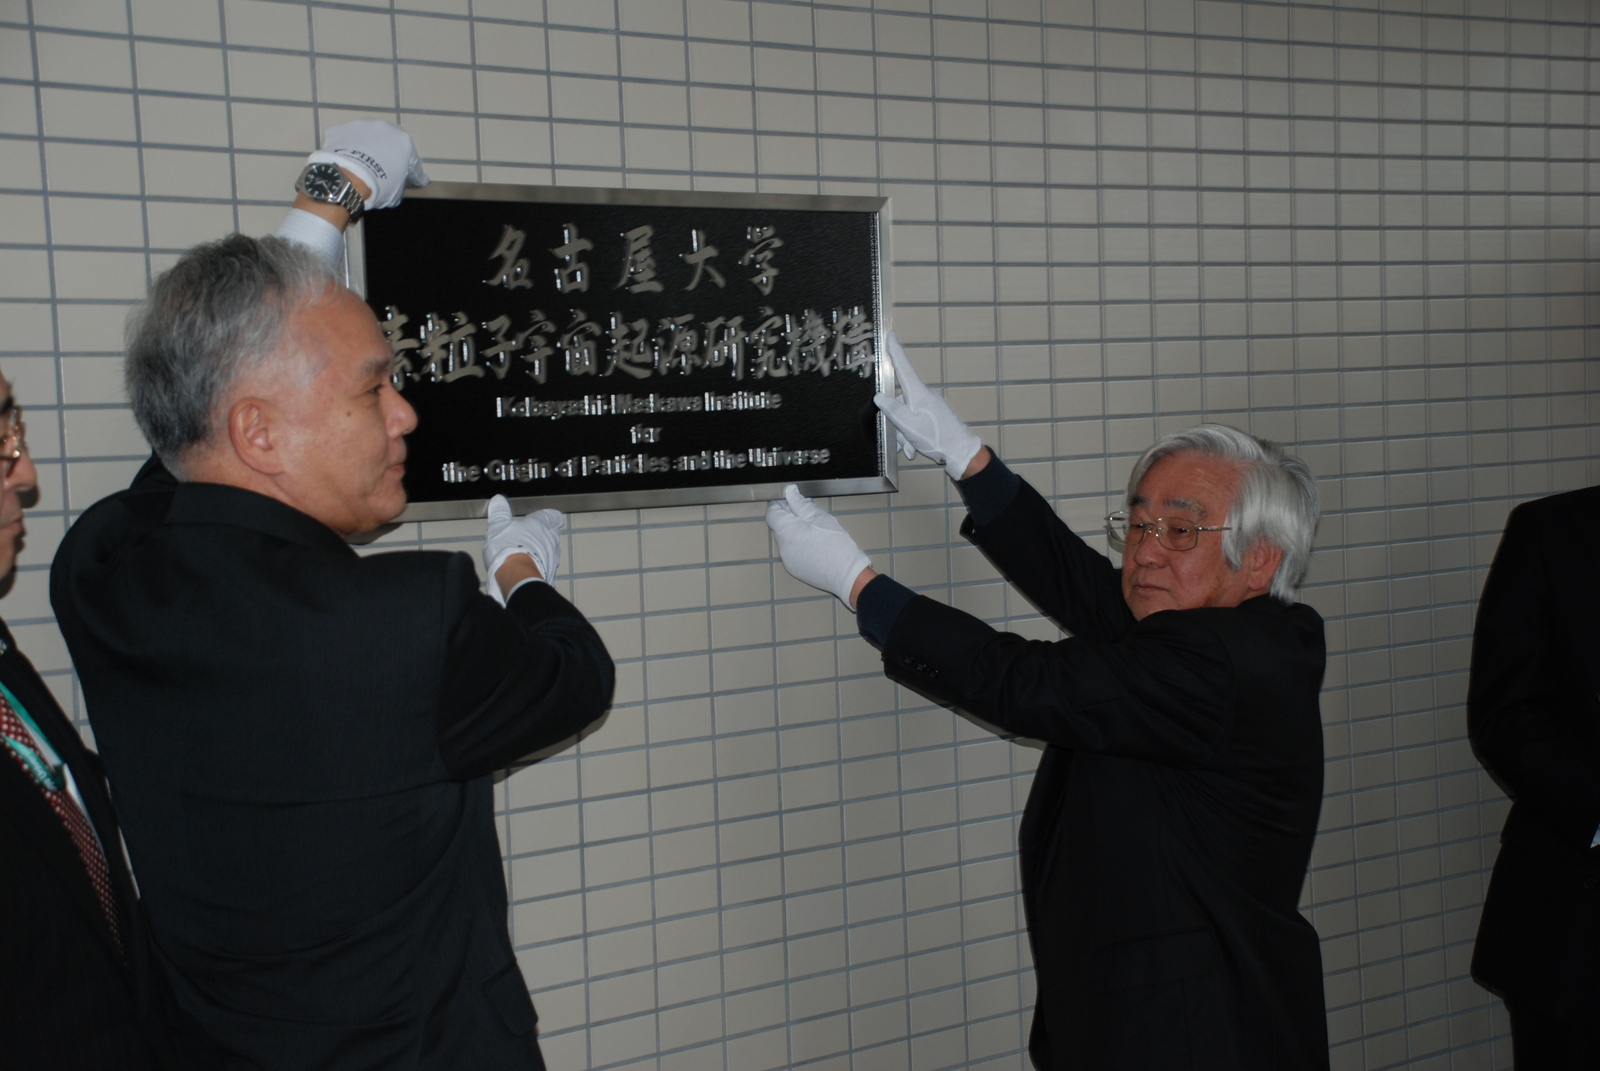 FIRST
名古屋大学
素粒子宇宙起源研究機構
Kobayashi-Maskawa Institute
for
the Origin of Particles and the Universe